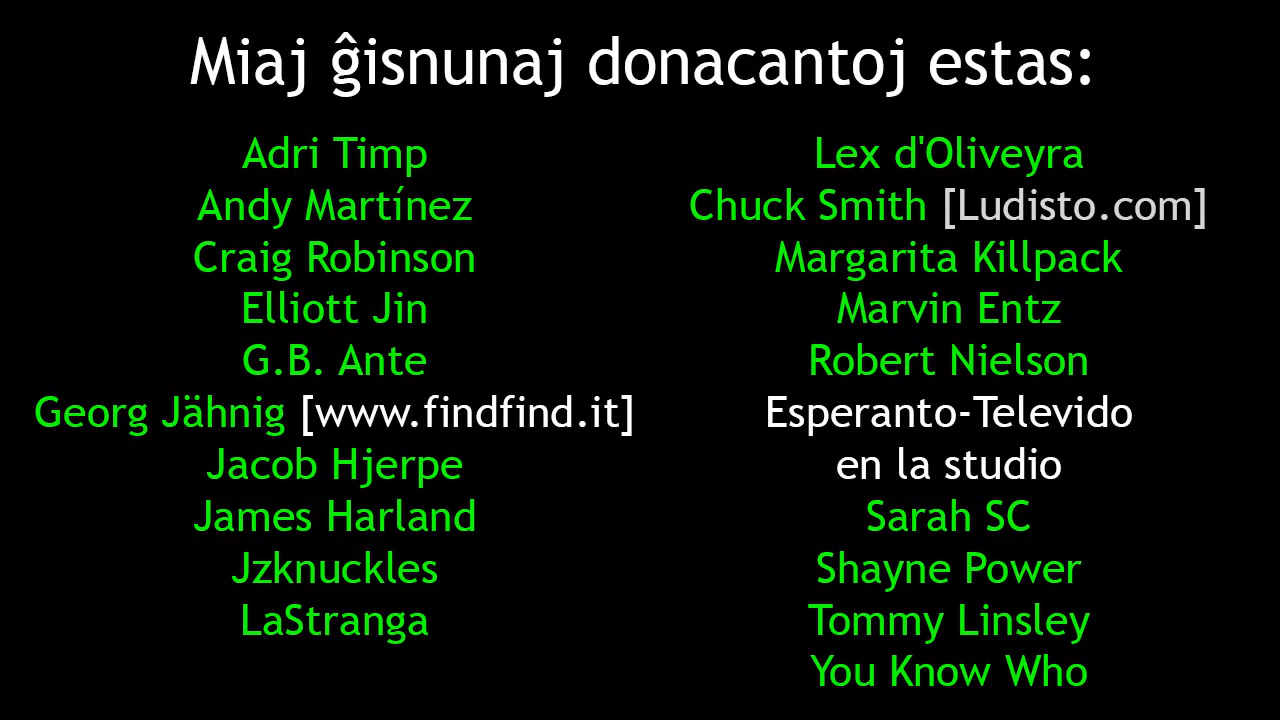 Miaj ĝisnunaj donacantoj estas:
Adri Timp
Andy Martínez
Craig Robinson
Elliott Jin
G.B. Ante
Georg Jähnig [www.findfind.it]
Jacob Hjerpe
James Harland
Jzknuckles
LaStranga
Lex d'Oliveyra
Chuck Smith [Ludisto.com]
Margarita Killpack
Marvin Entz
Robert Nielson
Esperanto-Televido
en la studio
Sarah SC
Shayne Power
Tommy Linsley
You Know Who